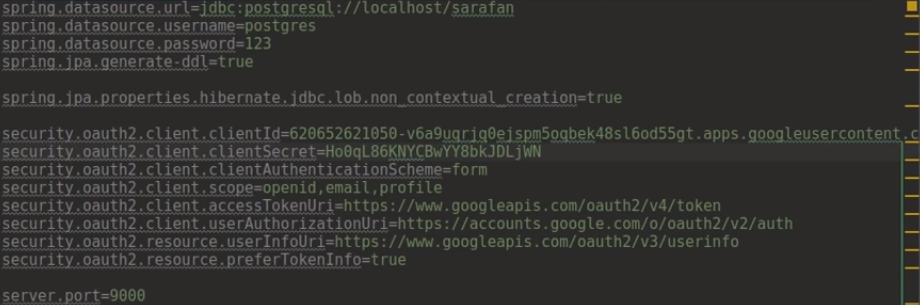 spring.datasource.url=jdbc:postgresql://localhost/sarafan
spring.datasource.username=postgres
spring.datasource.password=123
spring.jpa.generate-ddl=true
spring.jpa.properties.hibernate.jdbc.lob.non_contextual_creation=true
security.oauth2.client.clientId=620652621050-v6a9uqrjq0ejspm5oqbek48sl6od55gt.apps.googleusercontent.c
security.oauth2.client.clientSecret=Ho0qL86KNYCBwYY8bkJDLjWN
security.oauth2.client.clientAuthenticationScheme=form
security.oauth2.client.scope=openid,email,profile
security.oauth2.client.accessTokenUri=https://www.googleapis.com/oauth2/v4/token
security.oauth2.client.userAuthorizationUri=https://accounts.google.com/o/oauth2/v2/auth
security.oauth2.resource.userInfoUri=https://www.googleapis.com/oauth2/v3/userinfo
security.oauth2.resource.preferTokenInfo=true
server.port=9000